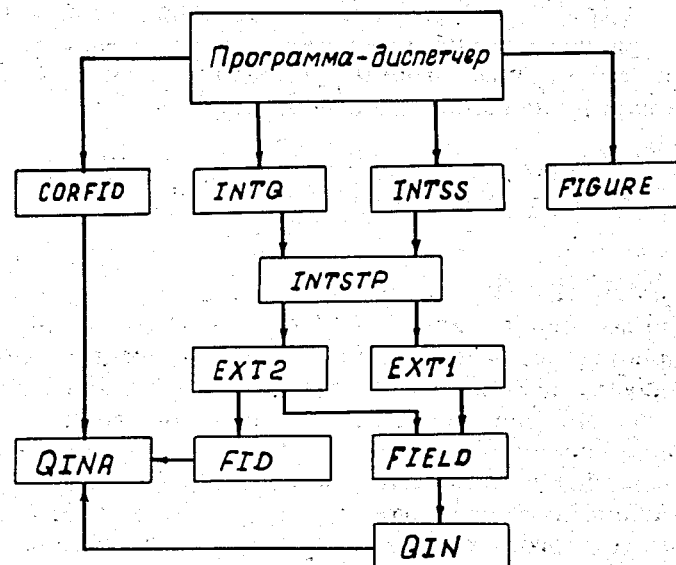 Программа-диспетчер
CORFID
INTQ
INTSS
FIGURE
INTSTP
EXT2
EXT1
QINA
FID
FIELD
QIN